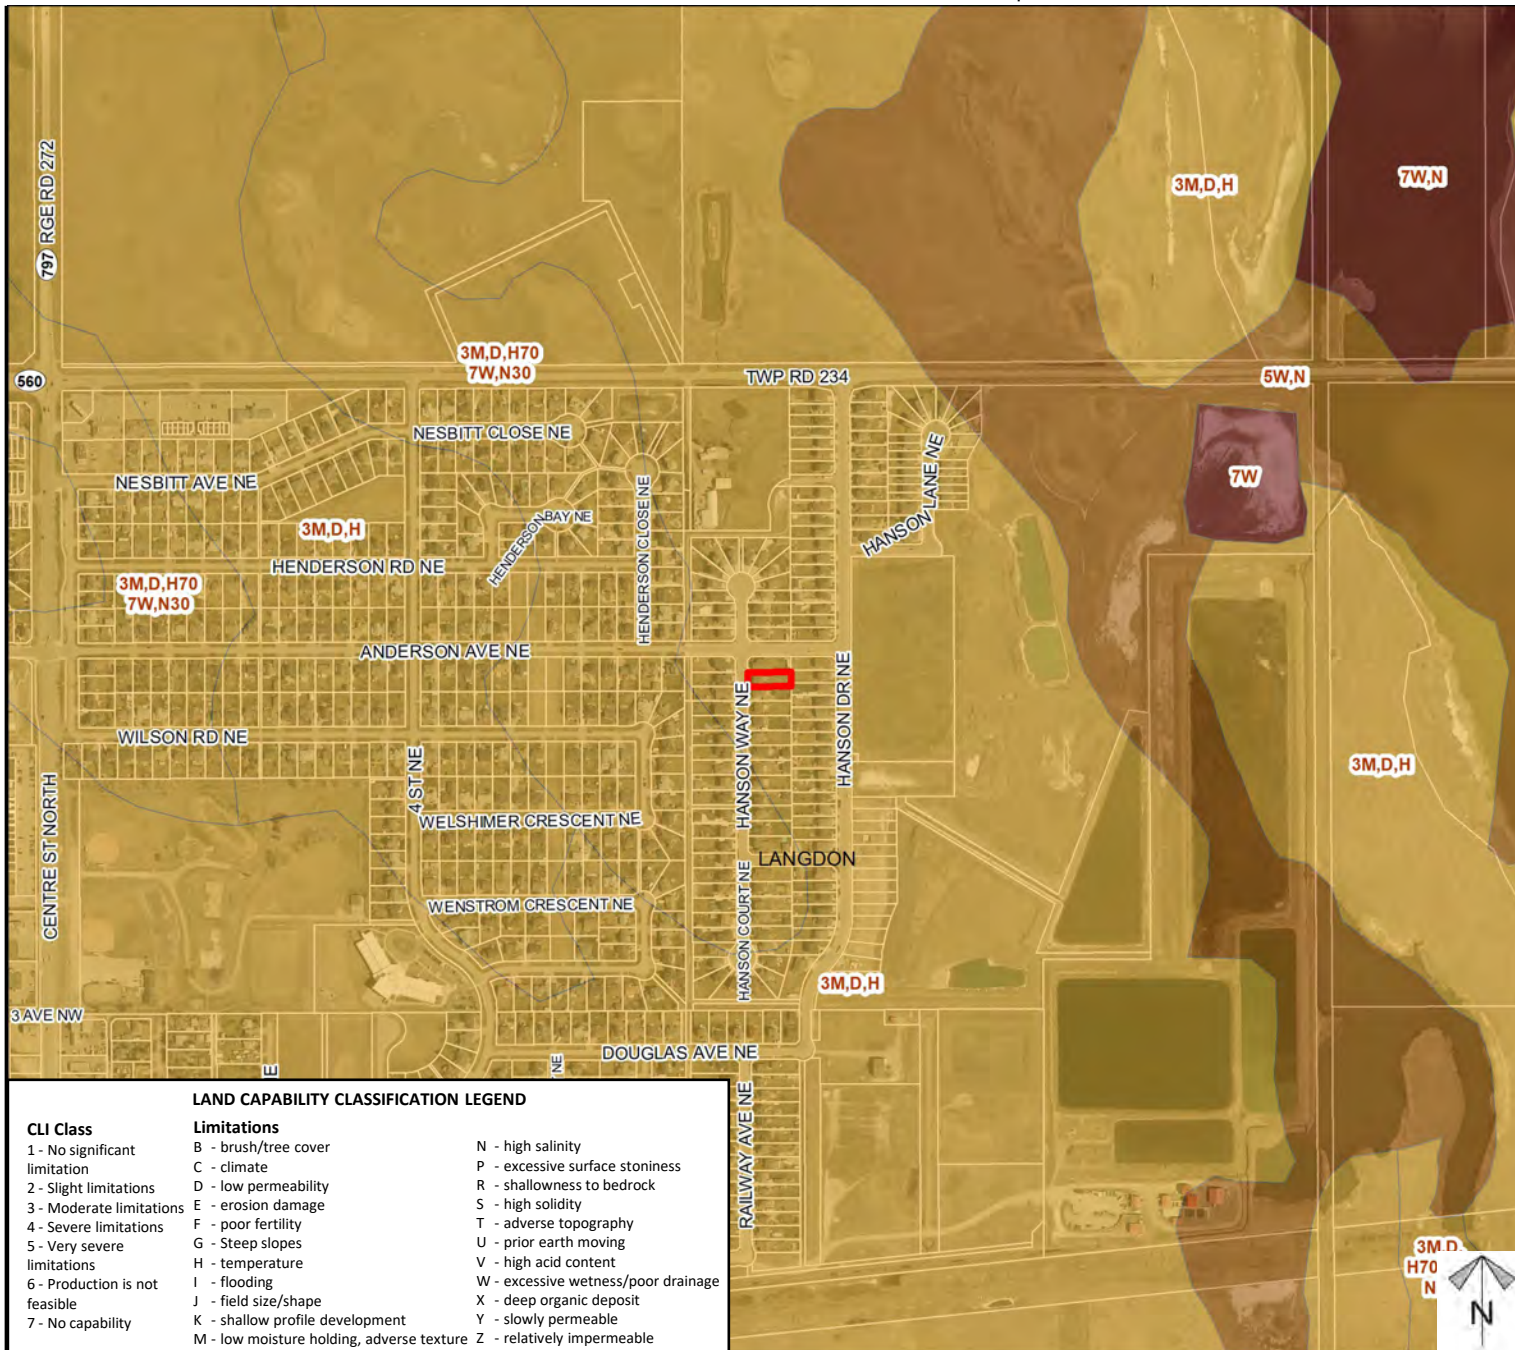 797 RGE RD 272
3M,D,H
7W,N
3M,D,H70
7W,N30
560
TWP RD 234
5W,N
NESBITT CLOSE NE
HANSON LANE NE
NESBITT AVE NE
7W
HENDERSON BAY NE
HENDERSON CLOSE NE
3M,D,H
HENDERSON RD NE
3M,D,H70
7W,N30
ANDERSON AVE NE
HANSON DR NE
HANSON WAY NE
WILSON RD NE
3M,D,H
4 ST NE
CENTRE ST NORTH
WELSHIMER CRESCENT NE
LANGDON
HANSON COURT NE
WENSTROM CRESCENT NE
3M,D,H
3 AVE NW
DOUGLAS AVE NE
E
NE
RAILWAY AVE NE
3M,D,
H70
N
N
LAND CAPABILITY CLASSIFICATION LEGEND
CLI Class
1 - No significant
limitation
2 - Slight limitations
3 - Moderate limitations
4 - Severe limitations
5 - Very severe
limitations
6 - Production is not
feasible
7 - No capability
Limitations
B - brush/tree cover
C - climate
D - low permeability
E - erosion damage
F - poor fertility
G - Steep slopes
H - temperature
I - flooding
J - field size/shape
K - shallow profile development
M - low moisture holding, adverse texture
N - high salinity
P - excessive surface stoniness
R - shallowness to bedrock
S - high solidity
T - adverse topography
U - prior earth moving
V - high acid content
W - excessive wetness/poor drainage
X - deep organic deposit
Y - slowly permeable
Z - relatively impermeable